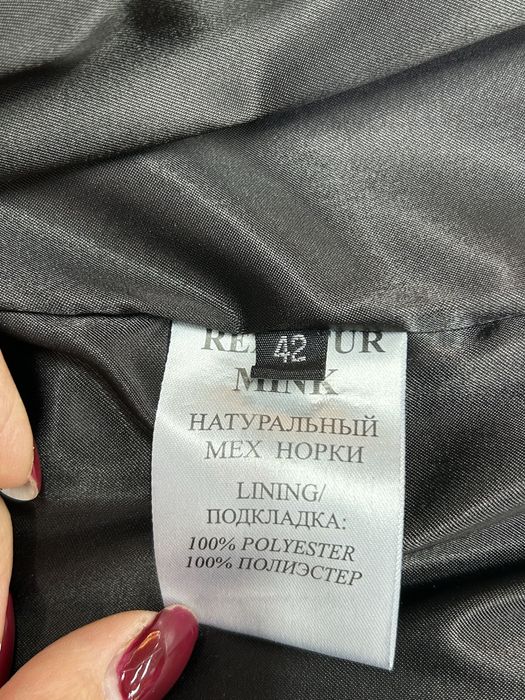 42
MINK
НАТУРАЛЬНЫЙ
МЕХ НОРКИ
LINING/
ПОДКЛАДКА:
100% POLYESTER
100% ПОЛИЭСТЕР